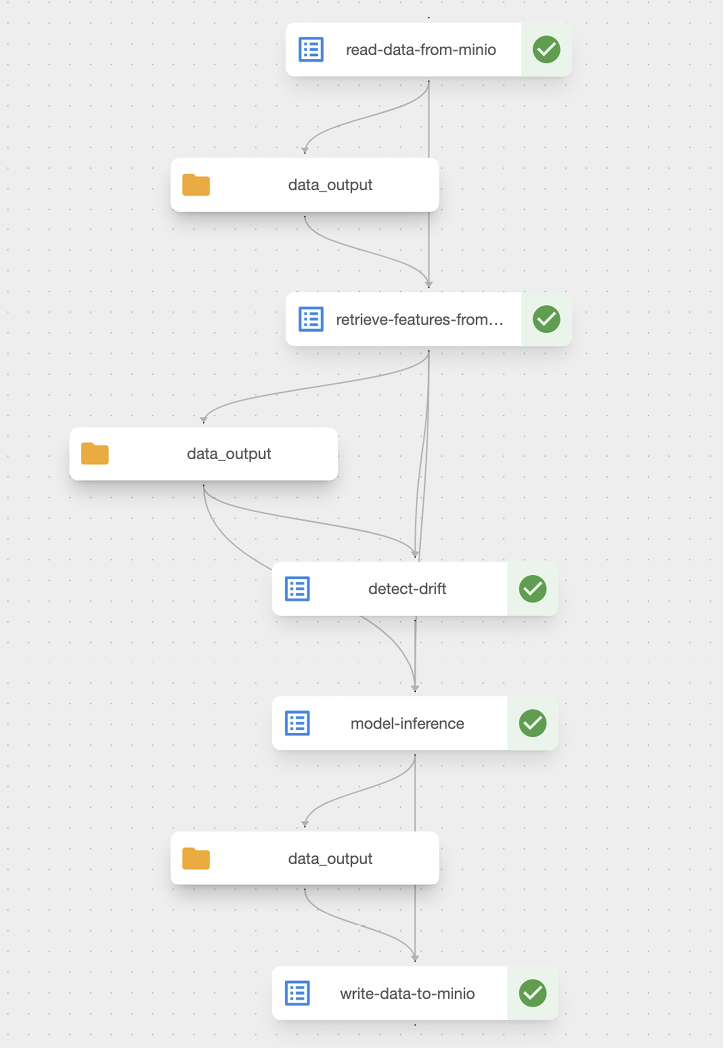 read-data-from-minio
data_output
retrieve-features-from...
data_output
detect-drift
model-inference
data_output
write-data-to-minio